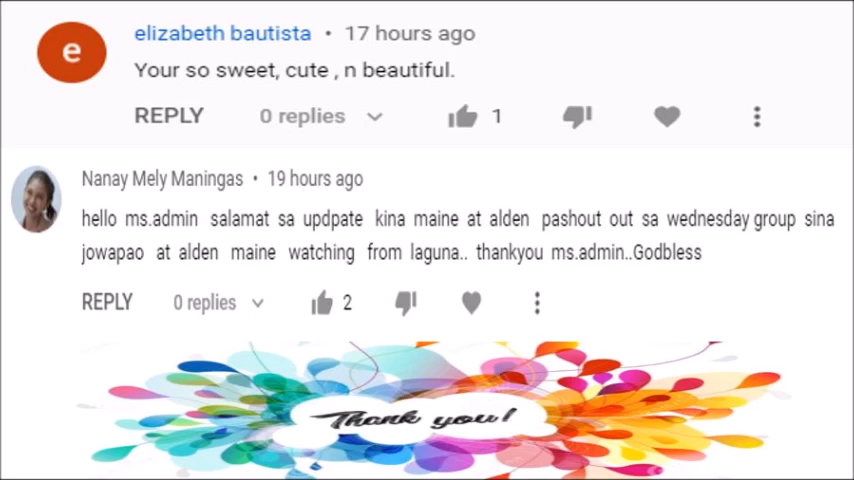 e
elizabeth bautista • 17 hours ago
Your so sweet, cute , n beautiful.
REPLY 0 replies 1
Nanay Mely Maningas • 19 hours ago
hello ms.admin salamat sa updpate kina maine at alden pashout out sa wednesday group sina
jowapao at alden maine watching from laguna.. thankyou ms.admin..Godbless
REPLY 0 replies 2
Thank you!